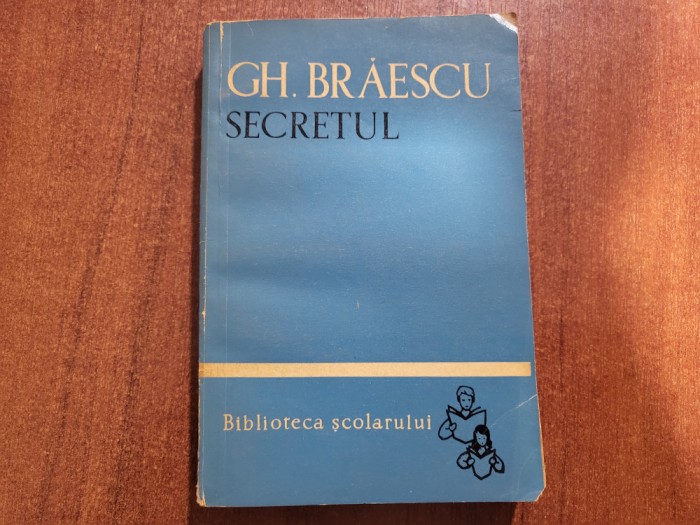 GH. BRĂESCU
SECRETUL
Biblioteca școlarului